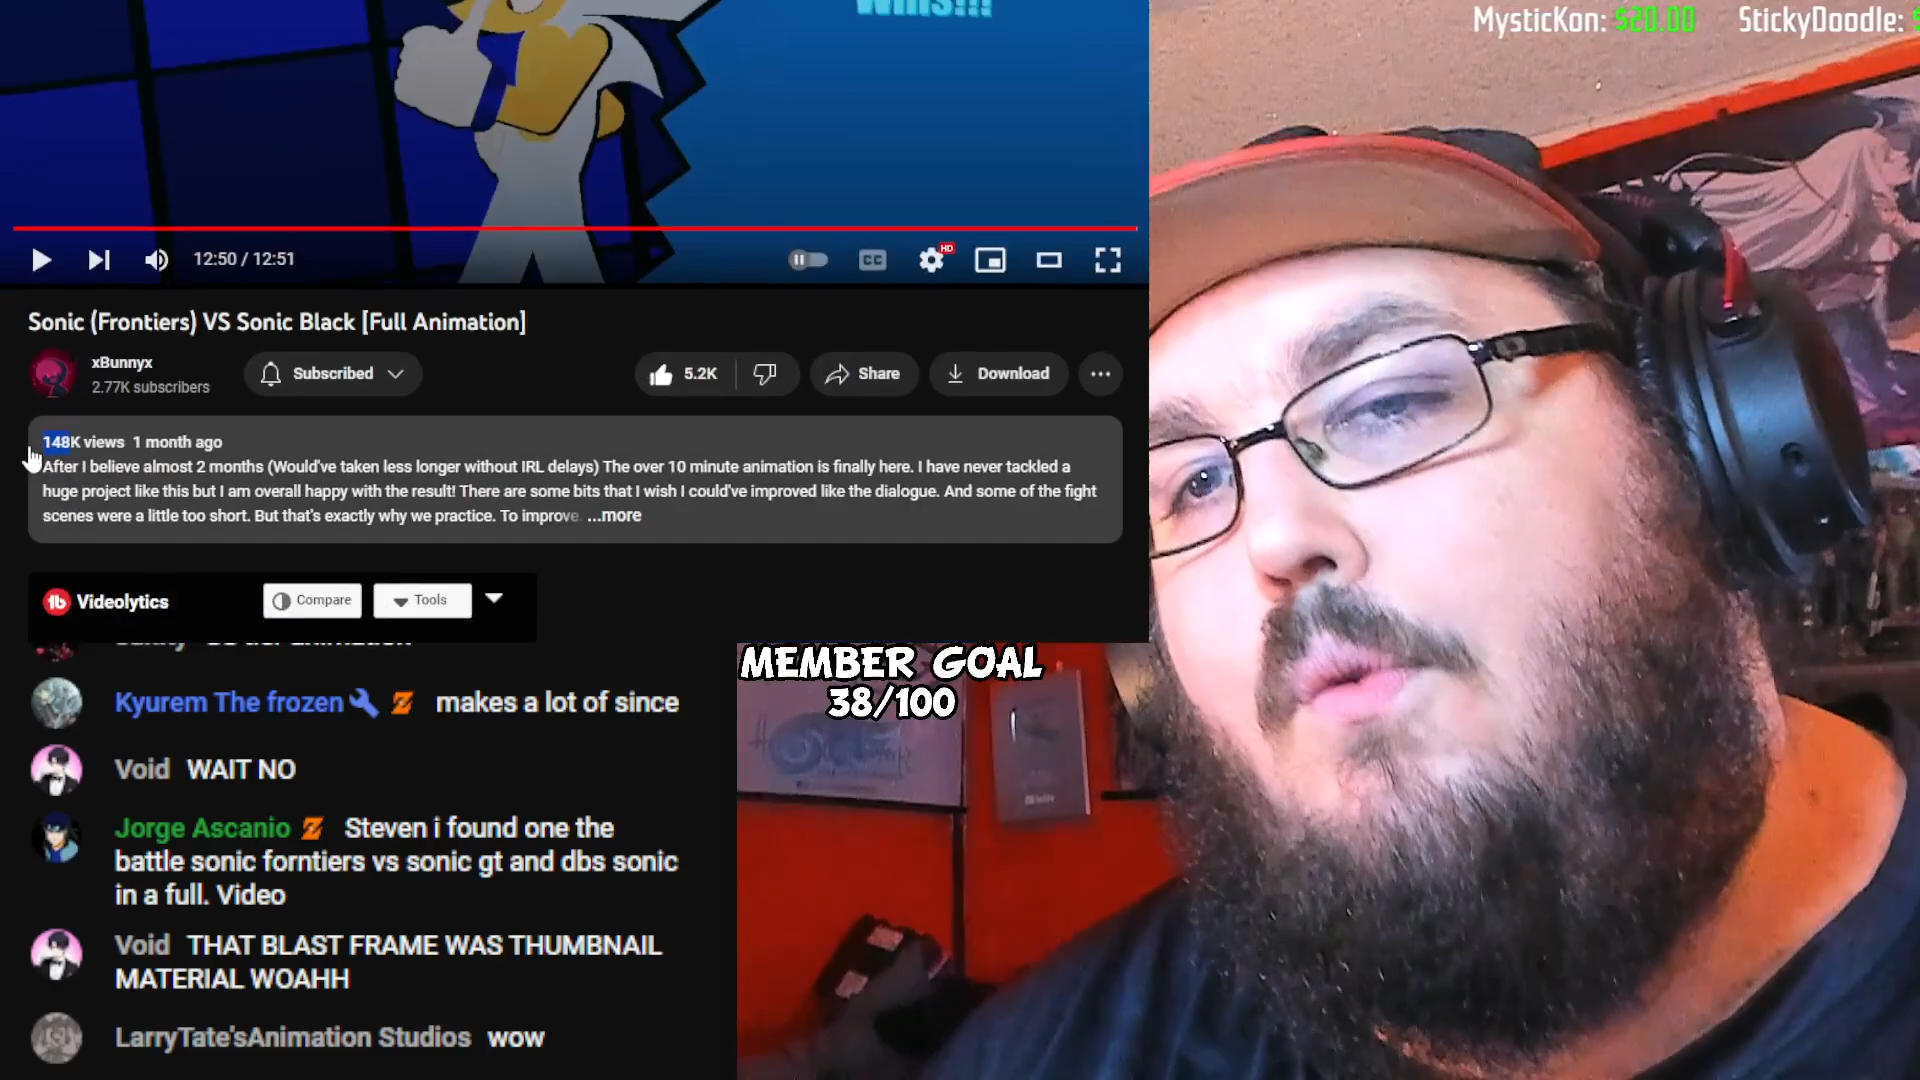 Wins!!!
MysticKon: $20.00 StickyDoodle: $
HD
CC
12:50 / 12:51
Sonic (Frontiers) VS Sonic Black [Full Animation]
xBunnyx
2.77K subscribers
Subscribed
5.2K
Share
Download
148K views 1 month ago
After I believe almost 2 months (Would've taken less longer without IRL delays) The over 10 minute animation is finally here. I have never tackled a
huge project like this but I am overall happy with the result! There are some bits that I wish I could've improved like the dialogue. And some of the fight
scenes were a little too short. But that's exactly why we practice. To improve. ...more
Videolytics
Compare
Tools
MEMBER GOAL
38/100
Kyurem The frozen makes a lot of since
Void WAIT NO
Jorge Ascanio Steven i found one the
battle sonic forntiers vs sonic gt and dbs sonic
in a full. Video
Void THAT BLAST FRAME WAS THUMBNAIL
MATERIAL WOAHH
LarryTate'sAnimation Studios wow